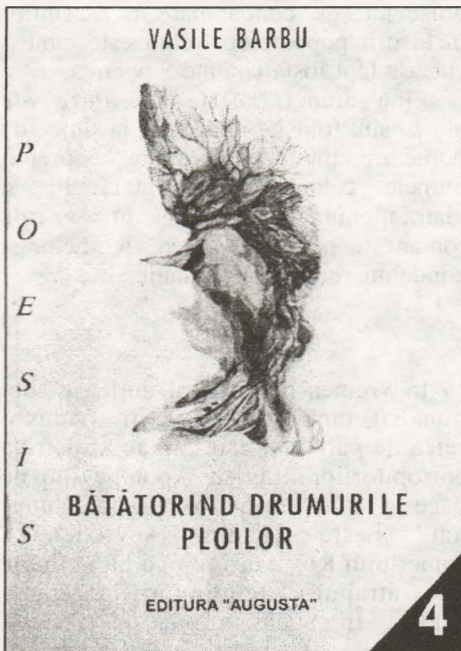 VASILE BARBU
P
O
E
S
I
S
BĂTĂTORIND DRUMURILE
PLOILOR
EDITURA "AUGUSTA"
4